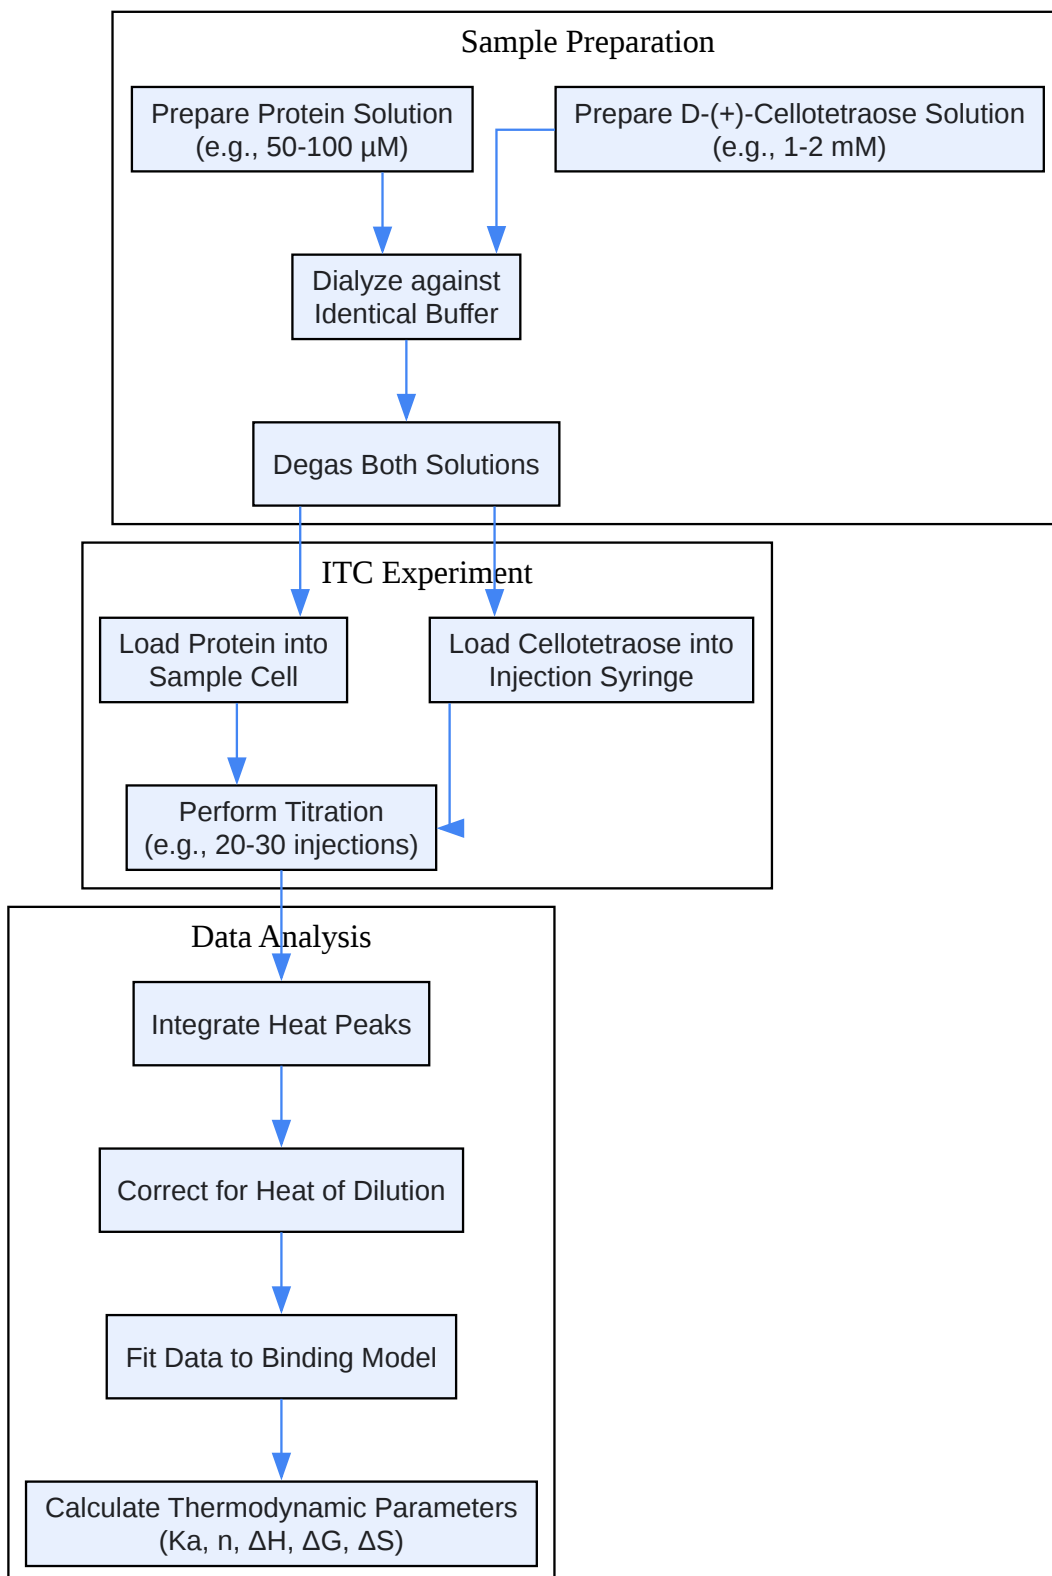 Sample Preparation
Prepare Protein Solution
(e.g., 50-100 µM)
Prepare D-(+)-Cellotetraose Solution
(e.g., 1-2 mM)
Dialyze against
Identical Buffer
Degas Both Solutions
ITC Experiment
Load Protein into
Sample Cell
Load Cellotetraose into
Injection Syringe
Perform Titration
(e.g., 20-30 injections)
Data Analysis
Integrate Heat Peaks
Correct for Heat of Dilution
Fit Data to Binding Model
Calculate Thermodynamic Parameters
(Ka, n, ΔH, ΔG, ΔS)